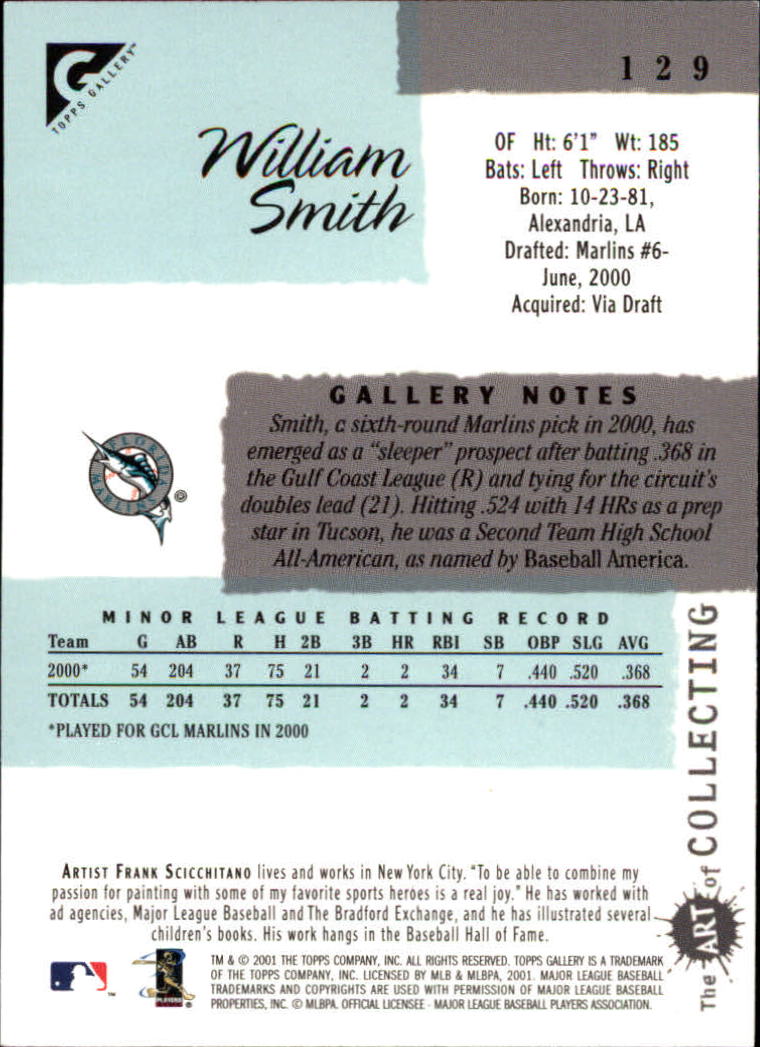 G
TOPPS GALLERY™
1 2 9
William
Smith
OF Ht: 6'1" Wt: 185
Bats: Left Throws: Right
Born: 10-23-81,
Alexandria, LA
Drafted: Marlins #6-
June, 2000
Acquired: Via Draft
GALLERY NOTES
Smith, a sixth-round Marlins pick in 2000, has
emerged as a "sleeper" prospect after batting .368 in
the Gulf Coast League (R) and tying for the circuit's
doubles lead (21). Hitting .524 with 14 HRs as a prep
star in Tucson, he was a Second Team High School
All-American, as named by Baseball America.
FLORIDA MARLINS ©
MINOR LEAGUE BATTING RECORD
Team G AB R H 2B 3B HR RBI SB OBP SLG AVG
2000* 54 204 37 75 21 2 2 34 7 .440 .520 .368
TOTALS 54 204 37 75 21 2 2 34 7 .440 .520 .368
*PLAYED FOR GCL MARLINS IN 2000
The ART of COLLECTING
ARTIST FRANK SCICCHITANO lives and works in New York City. "To be able to combine my
passion for painting with some of my favorite sports heroes is a real joy." He has worked with
ad agencies, Major League Baseball and The Bradford Exchange, and he has illustrated several
children's books. His work hangs in the Baseball Hall of Fame.
™
PLAYERS
®
TM & © 2001 THE TOPPS COMPANY, INC. ALL RIGHTS RESERVED. TOPPS GALLERY IS A TRADEMARK
OF THE TOPPS COMPANY, INC. LICENSED BY MLB & MLBPA, 2001. MAJOR LEAGUE BASEBALL
TRADEMARKS AND COPYRIGHTS ARE USED WITH PERMISSION OF MAJOR LEAGUE BASEBALL
PROPERTIES, INC. © MLBPA. OFFICIAL LICENSEE - MAJOR LEAGUE BASEBALL PLAYERS ASSOCIATION.